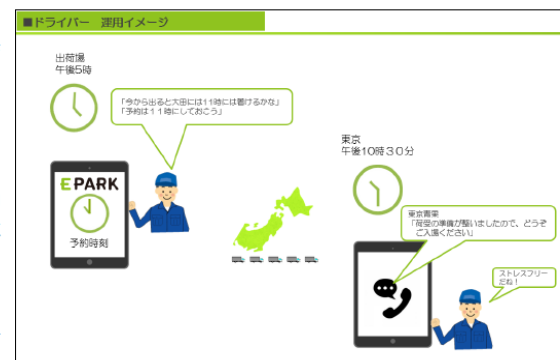 ■ドライバー 運用イメージ
出荷場
午後5時
「今から出ると大田には11時には着けるかな」
「予約は11時にしておこう」
EPARK
予約時刻
東京
午後10時30分
東京青果
「荷受の準備が整いましたので、どうぞ
ご入場ください」
ストレスフリー
だね!